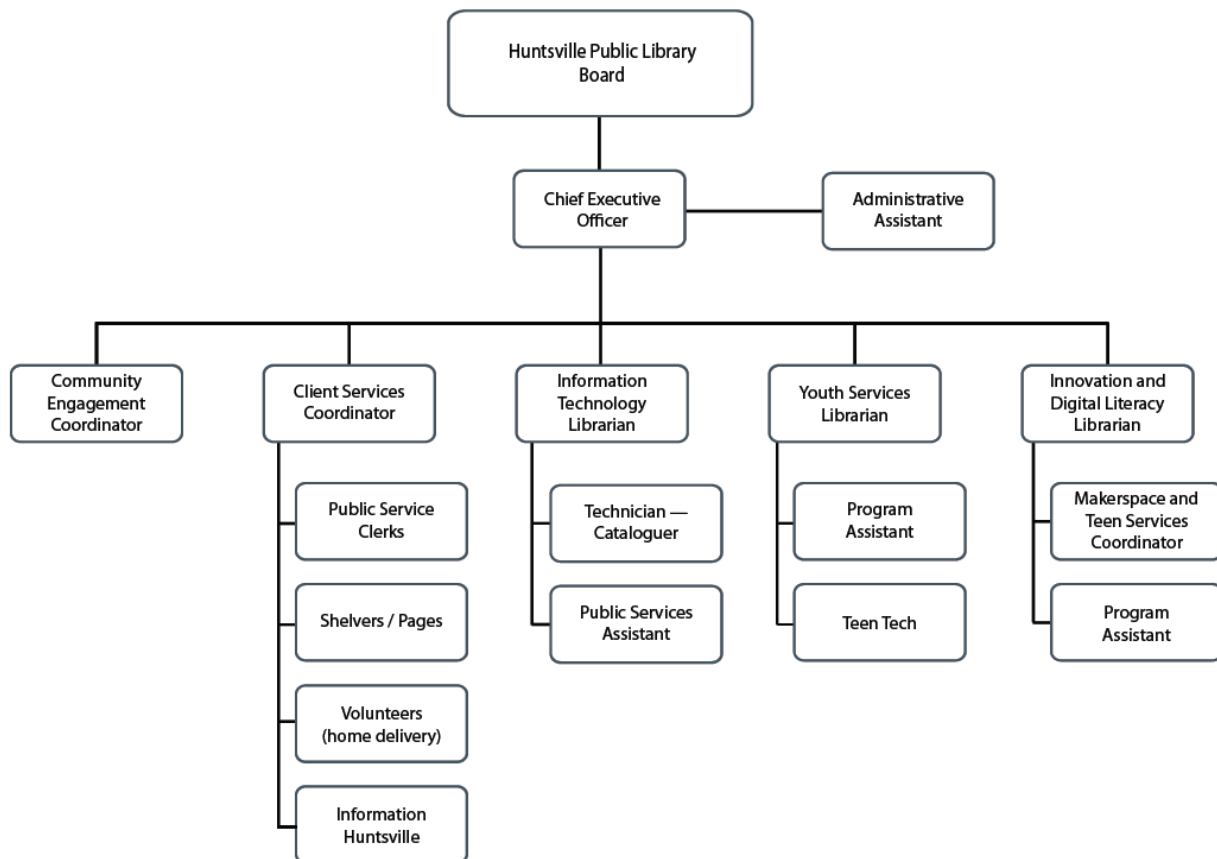 Huntsville Public Library
Board
Chief Executive
Officer
Administrative
Assistant
Community
Engagement
Coordinator
Client Services
Coordinator
Information
Technology
Librarian
Youth Services
Librarian
Innovation and
Digital Literacy
Librarian
Public Service
Clerks
Shelvers / Pages
Volunteers
(home delivery)
Information
Huntsville
Technician —
Cataloguer
Public Services
Assistant
Program
Assistant
Teen Tech
Makerspace and
Teen Services
Coordinator
Program
Assistant